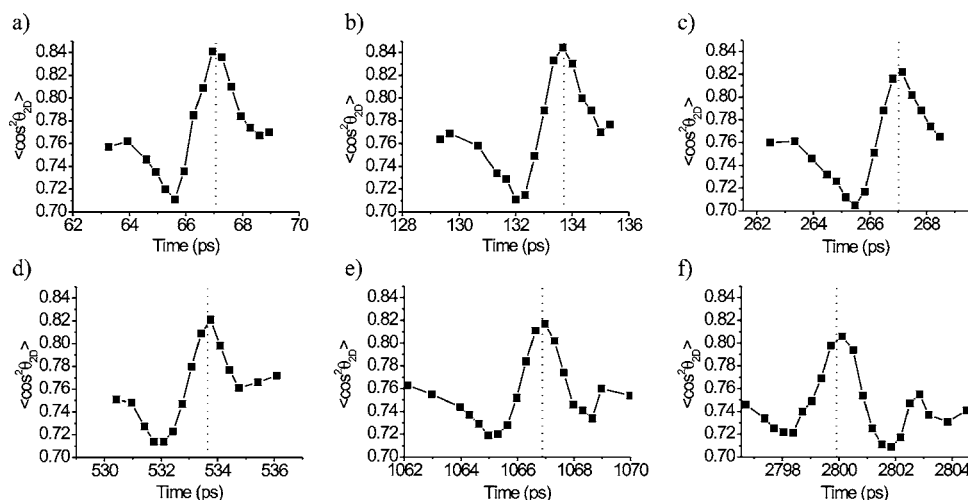 a)
0.84
0.82
0.80
0.78
0.76
0.74
0.72
0.70
<cos²θ2D>
62 64 66 68 70
Time (ps)
b)
0.84
0.82
0.80
0.78
0.76
0.74
0.72
0.70
<cos²θ2D>
128 130 132 134 136
Time (ps)
c)
0.84
0.82
0.80
0.78
0.76
0.74
0.72
0.70
<cos²θ2D>
262 264 266 268
Time (ps)
d)
0.84
0.82
0.80
0.78
0.76
0.74
0.72
0.70
<cos²θ2D>
530 532 534 536
Time (ps)
e)
0.84
0.82
0.80
0.78
0.76
0.74
0.72
0.70
<cos²θ2D>
1062 1064 1066 1068 1070
Time (ps)
f)
0.84
0.82
0.80
0.78
0.76
0.74
0.72
0.70
<cos²θ2D>
2798 2800 2802 2804
Time (ps)